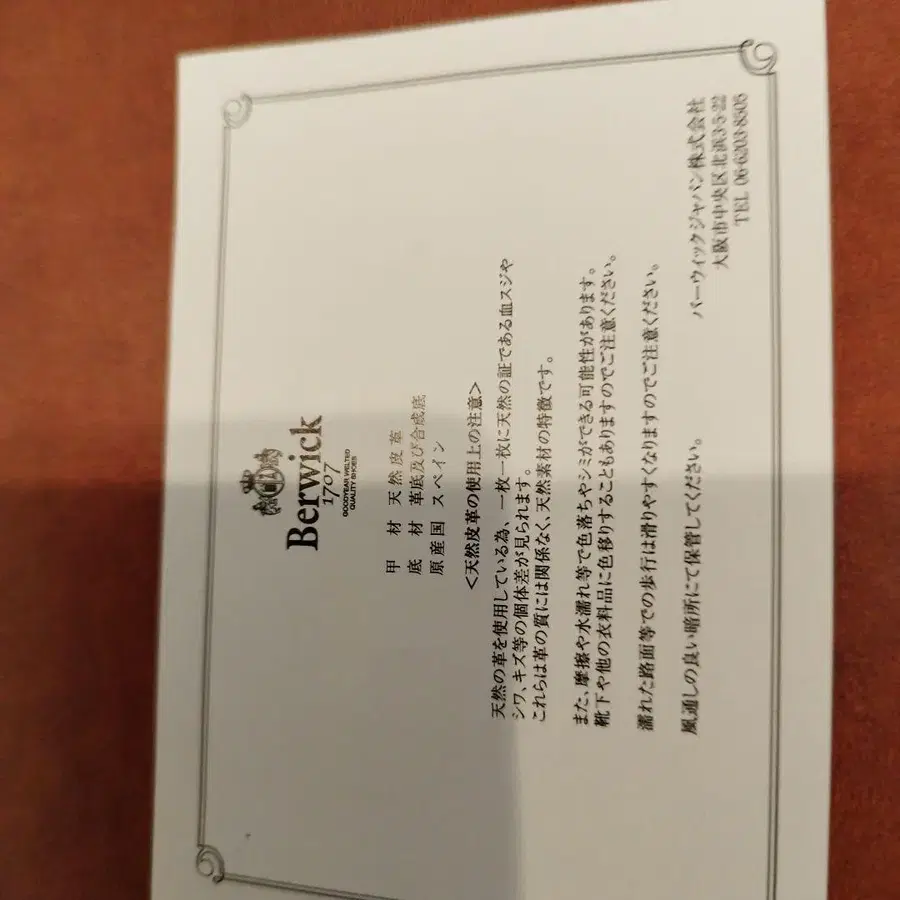 Berwick
1707
GOODYEAR WELTED
QUALITY SHOES
甲 材 天然皮革
底 材 革底及び合成底
原産国 スペイン
<天然皮革の使用上の注意>
天然の革を使用している為、一枚一枚に天然の証である血スジや
シワ、キズ等の個体差が見られます。
これらは革の質には関係なく、天然素材の特徴です。
また、摩擦や水濡れ等で色落ちやシミができる可能性があります。
靴下や他の衣料品に色移りすることもありますのでご注意ください。
濡れた路面等での歩行は滑りやすくなりますのでご注意ください。
風通しの良い暗所にて保管してください。
バーウィックジャパン株式会社
大阪市中央区北浜3-5-22
TEL 06-6203-8505